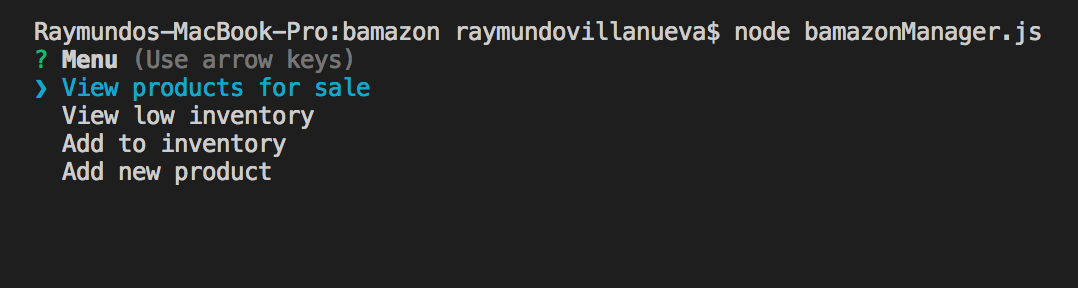 Raymundos-MacBook-Pro:bamazon raymundovillanueva$ node bamazonManager.js
? Menu (Use arrow keys)
❯ View products for sale
View low inventory
Add to inventory
Add new product